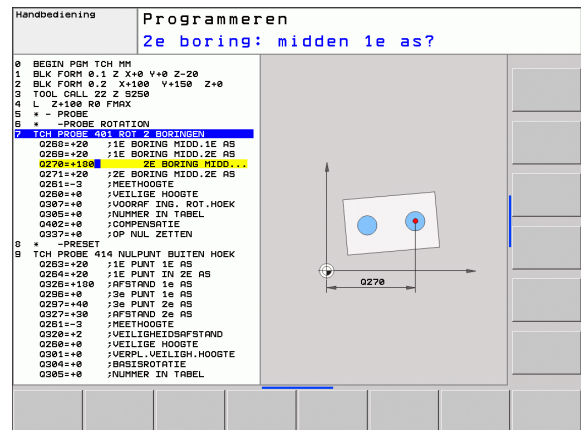 Handbediening
Programmeren
2e boring: midden 1e as?
0 BEGIN PGM TCH MM
1 BLK FORM 0.1 Z X+0 Y+0 Z-20
2 BLK FORM 0.2 X+100 Y+150 Z+0
3 TOOL CALL 22 Z S250
4 L Z+100 R0 FMAX
5 * - PROBE
6 * -PROBE ROTATION
7 TCH PROBE 401 ROT 2 BORINGEN
Q268=+20 ;1E BORING MIDD.1E AS
Q269=+20 ;1E BORING MIDD.2E AS
Q270=+180 2E BORING MIDD...
Q271=+20 ;2E BORING MIDD.2E AS
Q261=-3 ;MEETHOOGTE
Q260=+0 ;VEILIGE HOOGTE
Q307=+0 ;VOORAF ING. ROT.HOEK
Q305=+0 ;NUMMER IN TABEL
Q402=+0 ;COMPENSATIE
Q337=+0 ;OP NUL ZETTEN
8 * -PRESET
9 TCH PROBE 414 NULPUNT BUITEN HOEK
Q263=+20 ;1E PUNT 1E AS
Q264=+20 ;1E PUNT IN 2E AS
Q326=+180 ;AFSTAND 1e AS
Q296=+0 ;3e PUNT 1e AS
Q297=+40 ;3e PUNT 2e AS
Q327=+30 ;AFSTAND 2e AS
Q261=-3 ;MEETHOOGTE
Q320=+2 ;VEILIGHEIDSAFSTAND
Q260=+0 ;VEILIGE HOOGTE
Q301=+0 ;VERPL.VEILIGH.HOOGTE
Q304=+0 ;BASISROTATIE
Q305=+0 ;NUMMER IN TABEL
Q270